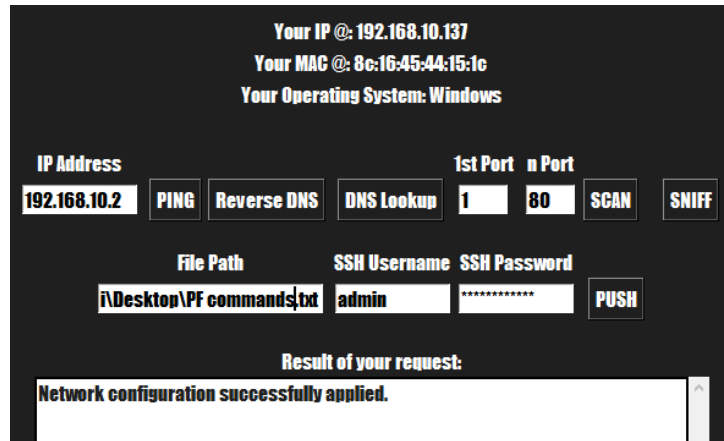 Your IP @: 192.168.10.137
Your MAC @: 8c:16:45:44:15:1c
Your Operating System: Windows
IP Address 1st Port n Port
192.168.10.2 PING Reverse DNS DNS Lookup 1 80 SCAN SNIFF
File Path SSH Username SSH Password
i\Desktop\PF commands.txt admin ************ PUSH
Result of your request:
Network configuration successfully applied.